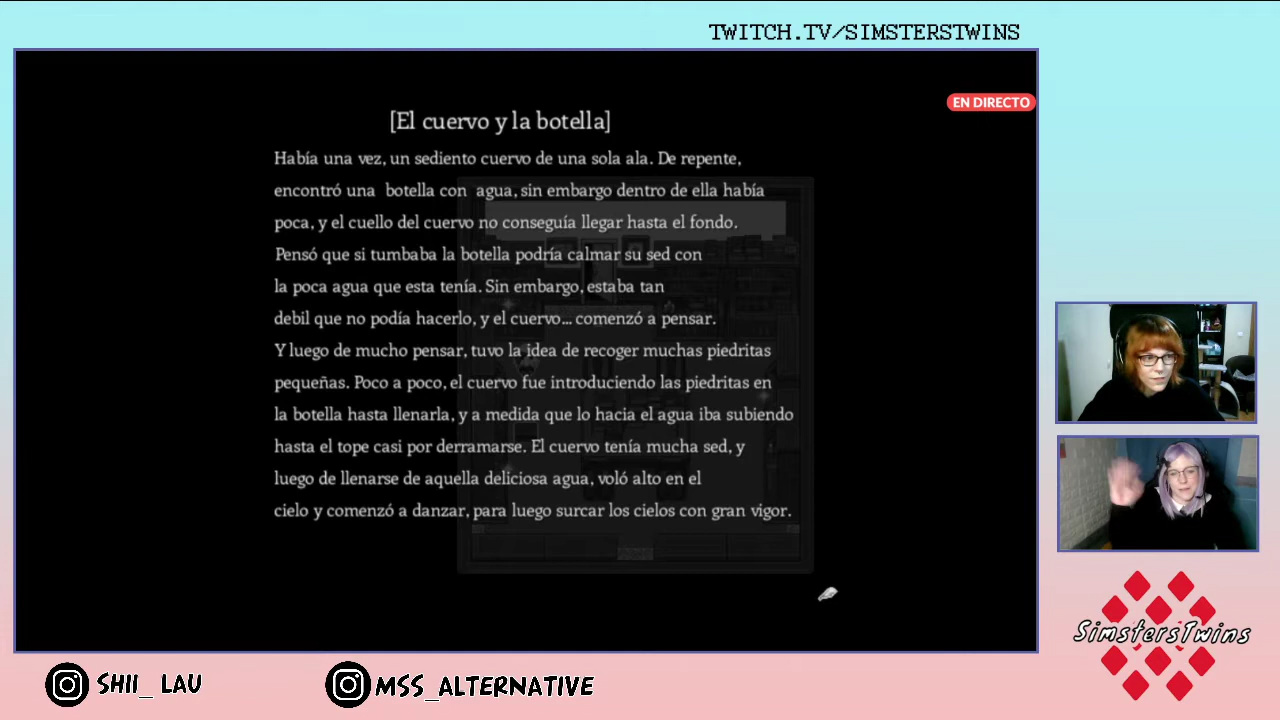 TWITCH.TV/SIMSTERSTWINS
EN DIRECTO
[El cuervo y la botella]
Había una vez, un sediento cuervo de una sola ala. De repente,
encontró una botella con agua, sin embargo dentro de ella había
poca, y el cuello del cuervo no conseguía llegar hasta el fondo.
Pensó que si tumbaba la botella podría calmar su sed con
la poca agua que esta tenía. Sin embargo, estaba tan
debil que no podía hacerlo, y el cuervo... comenzó a pensar.
Y luego de mucho pensar, tuvo la idea de recoger muchas piedritas
pequeñas. Poco a poco, el cuervo fue introduciendo las piedritas en
la botella hasta llenarla, y a medida que lo hacia el agua iba subiendo
hasta el tope casi por derramarse. El cuervo tenía mucha sed, y
luego de llenarse de aquella deliciosa agua, voló alto en el
cielo y comenzó a danzar, para luego surcar los cielos con gran vigor.
SimstersTwins
SHII_ LAU
MSS_ALTERNATIVE